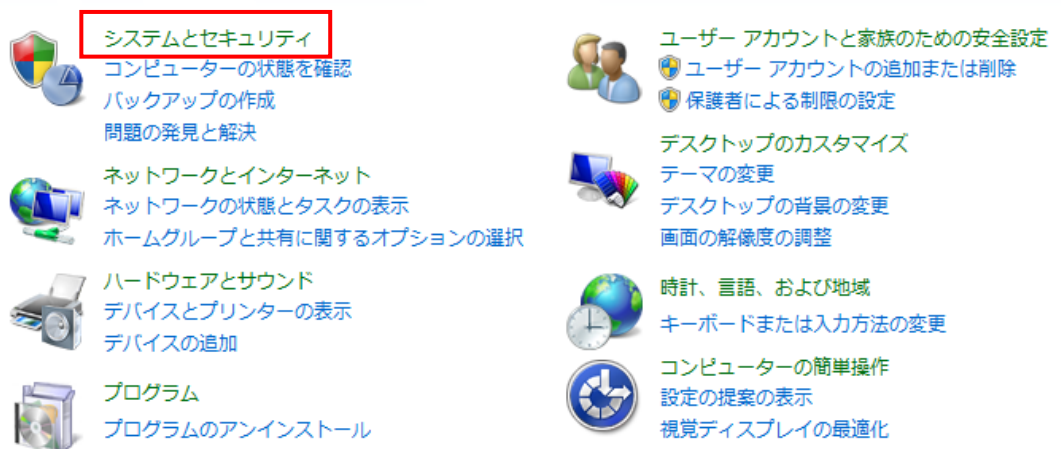 システムとセキュリティ
コンピューターの状態を確認
バックアップの作成
問題の発見と解決
ネットワークとインターネット
ネットワークの状態とタスクの表示
ホームグループと共有に関するオプションの選択
ハードウェアとサウンド
デバイスとプリンターの表示
デバイスの追加
プログラム
プログラムのアンインストール
ユーザー アカウントと家族のための安全設定
ユーザー アカウントの追加または削除
保護者による制限の設定
デスクトップのカスタマイズ
テーマの変更
デスクトップの背景の変更
画面の解像度の調整
時計、言語、および地域
キーボードまたは入力方法の変更
コンピューターの簡単操作
設定の提案の表示
視覚ディスプレイの最適化